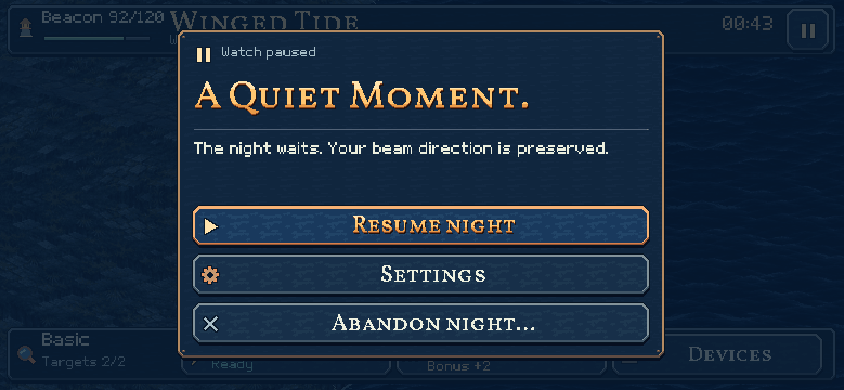 Beacon 92/120
WINGED TIDE
00:43
Watch paused
A QUIET MOMENT.
The night waits. Your beam direction is preserved.
RESUME NIGHT
SETTINGS
ABANDON NIGHT...
Basic
Targets 2/2
Ready
Bonus +2
DEVICES